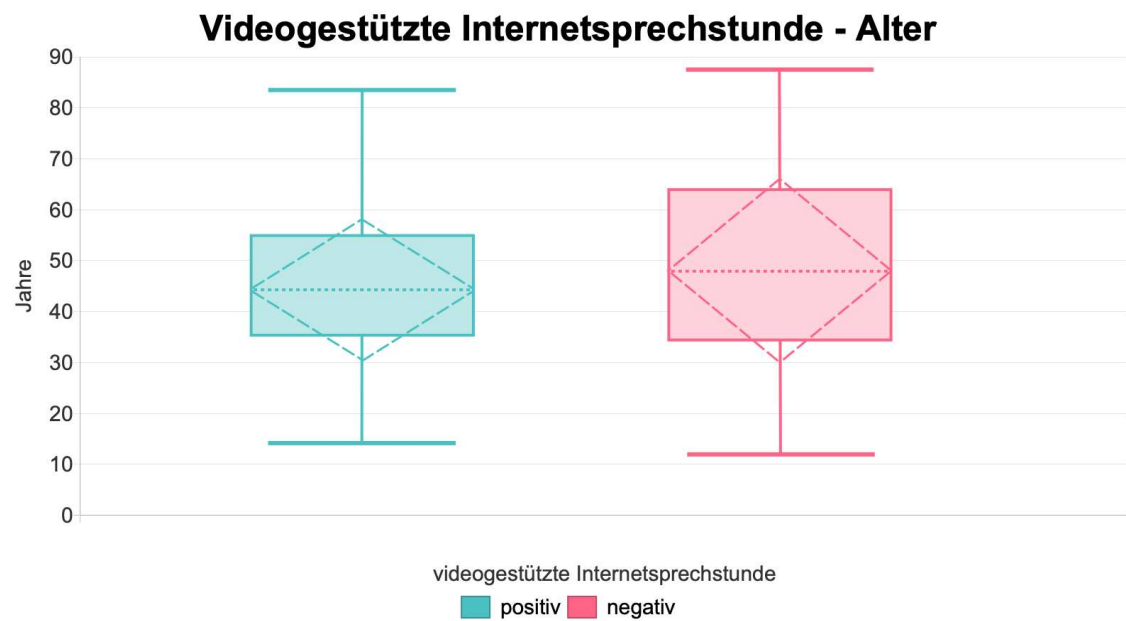 Videogestützte Internetsprechstunde - Alter
90
80
70
60
50
40
30
20
10
0
Jahre
videogestützte Internetsprechstunde
positiv negativ